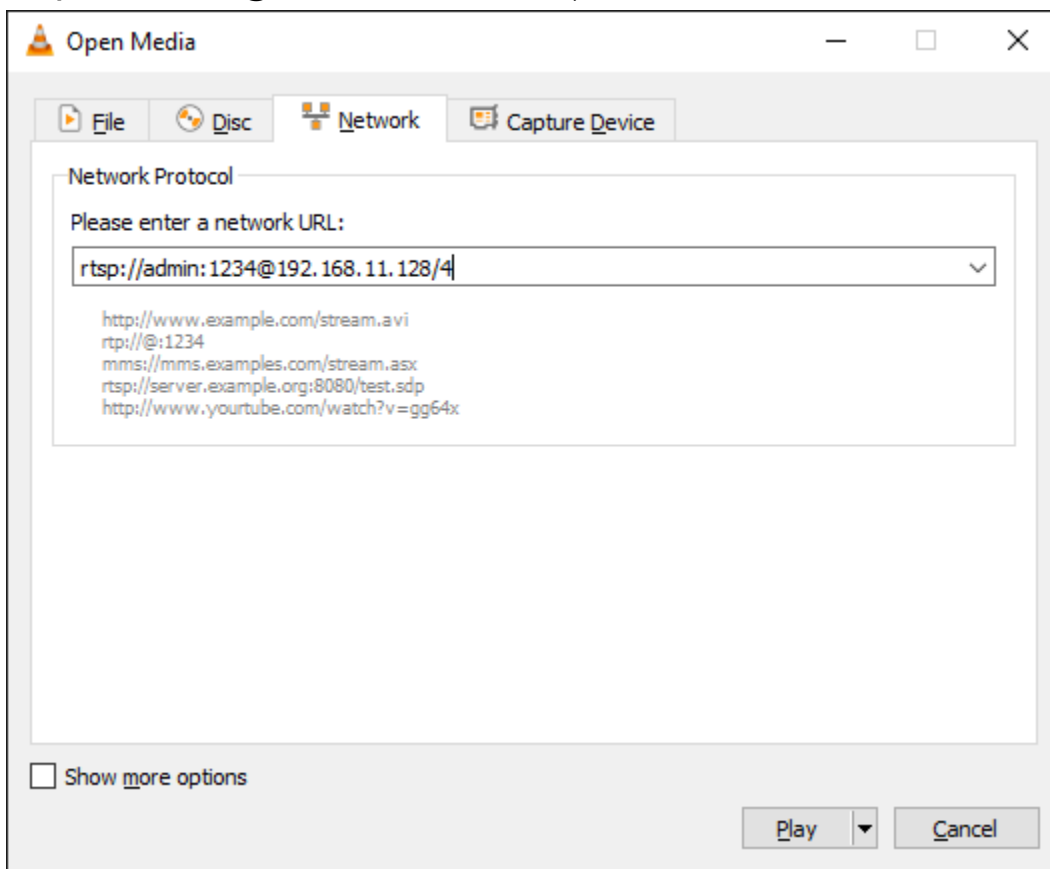 Open Media
File Disc Network Capture Device
Network Protocol
Please enter a network URL:
rtsp://admin:1234@192.168.11.128/4
http://www.example.com/stream.avi
rtp://@:1234
mms://mms.examples.com/stream.asx
rtsp://server.example.org:8080/test.sdp
http://www.yourtube.com/watch?v=gg64x
Show more options
Play Cancel